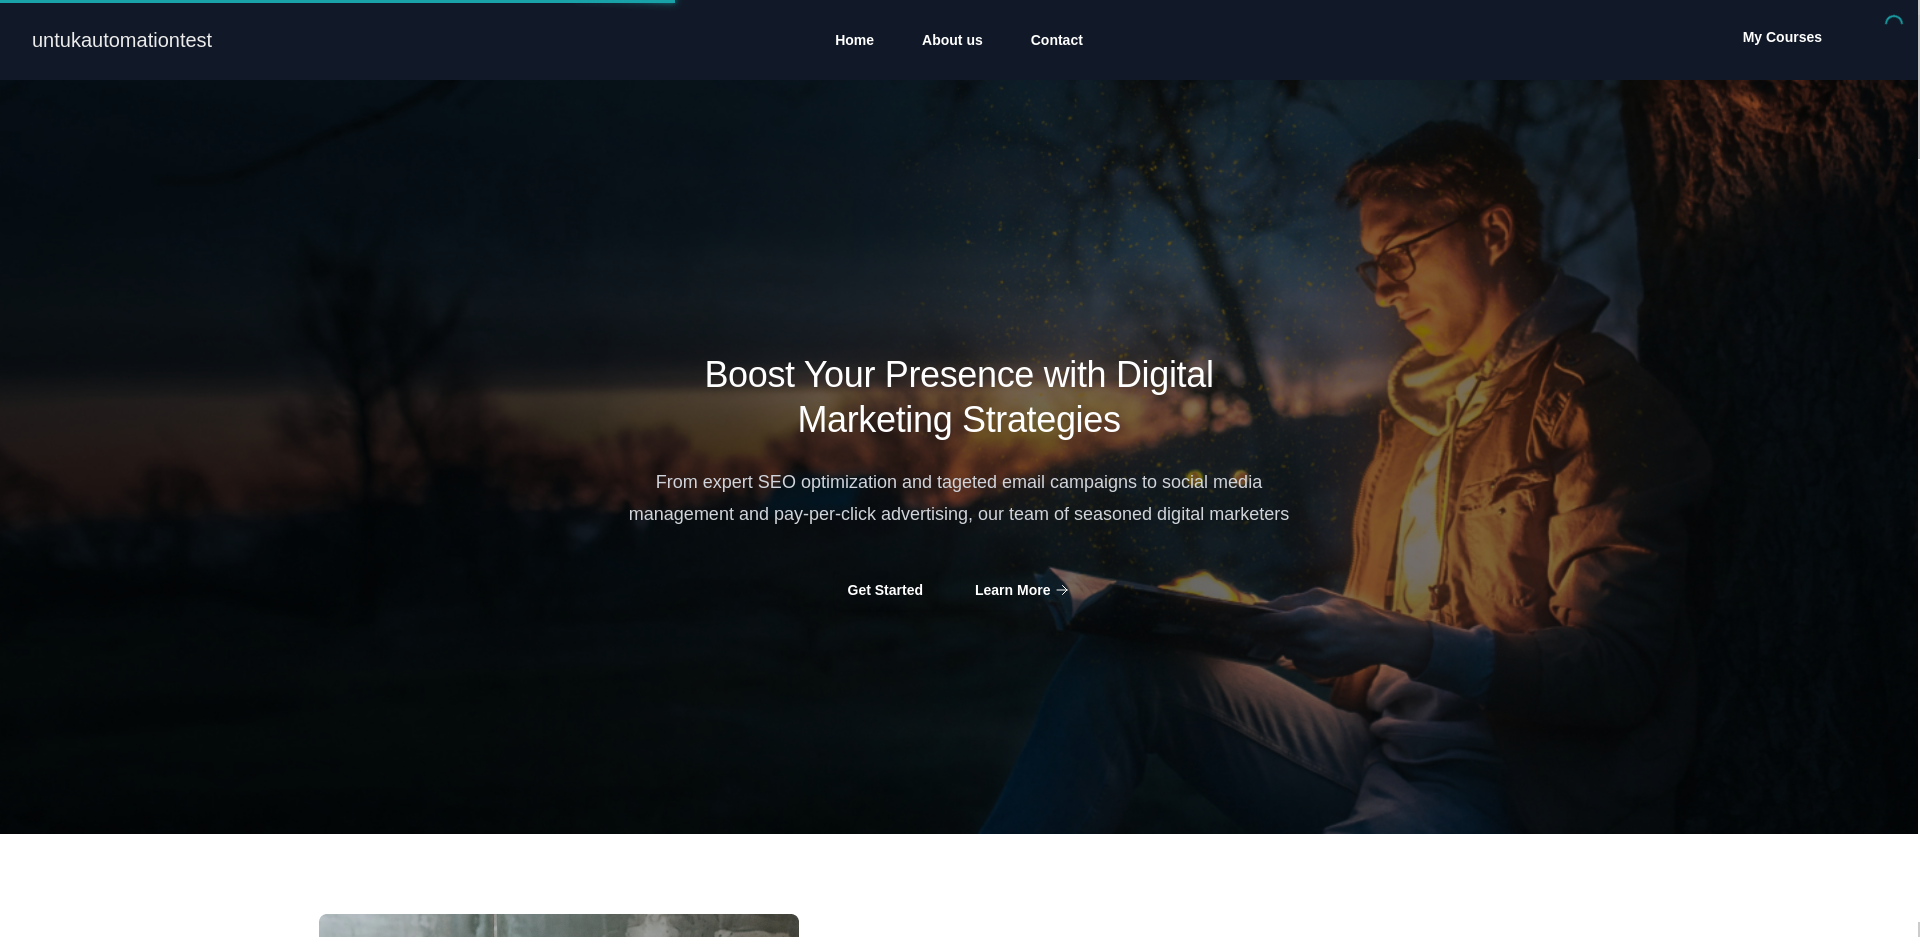 untukautomationtest
Home
About us
Contact
My Courses
Boost Your Presence with Digital
Marketing Strategies
From expert SEO optimization and tageted email campaigns to social media
management and pay-per-click advertising, our team of seasoned digital marketers
Get Started
Learn More